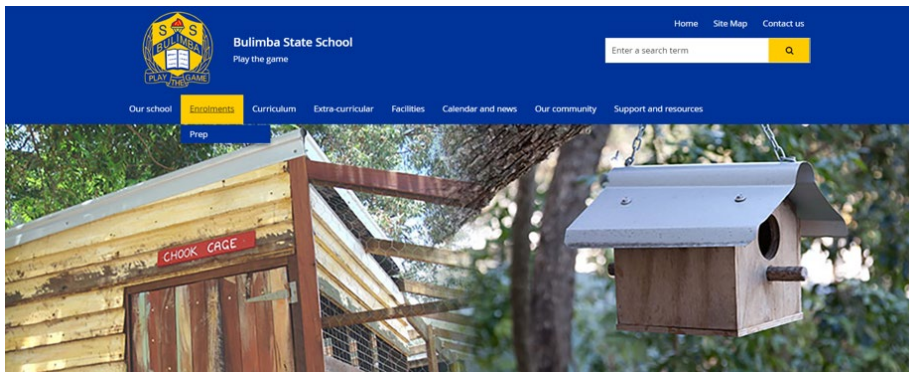 Home Site Map Contact us
S S
BULIMBA
PLAY THE GAME
Bulimba State School
Play the game
Enter a search term
Our school Enrolments Curriculum Extra-curricular Facilities Calendar and news Our community Support and resources
Prep
CHOOK CAGE